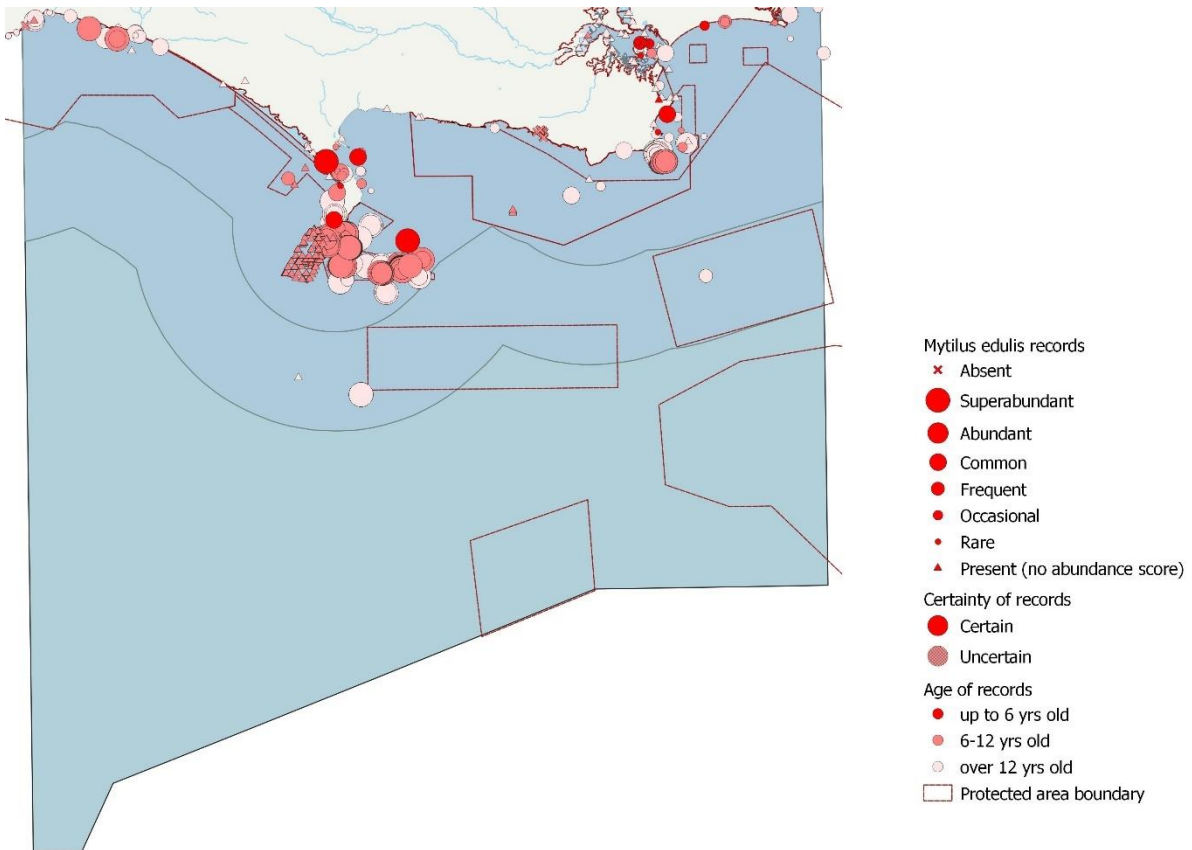 Mytilus edulis records
Absent
Superabundant
Abundant
Common
Frequent
Occasional
Rare
Present (no abundance score)
Certainty of records
Certain
Uncertain
Age of records
up to 6 yrs old
6-12 yrs old
over 12 yrs old
Protected area boundary